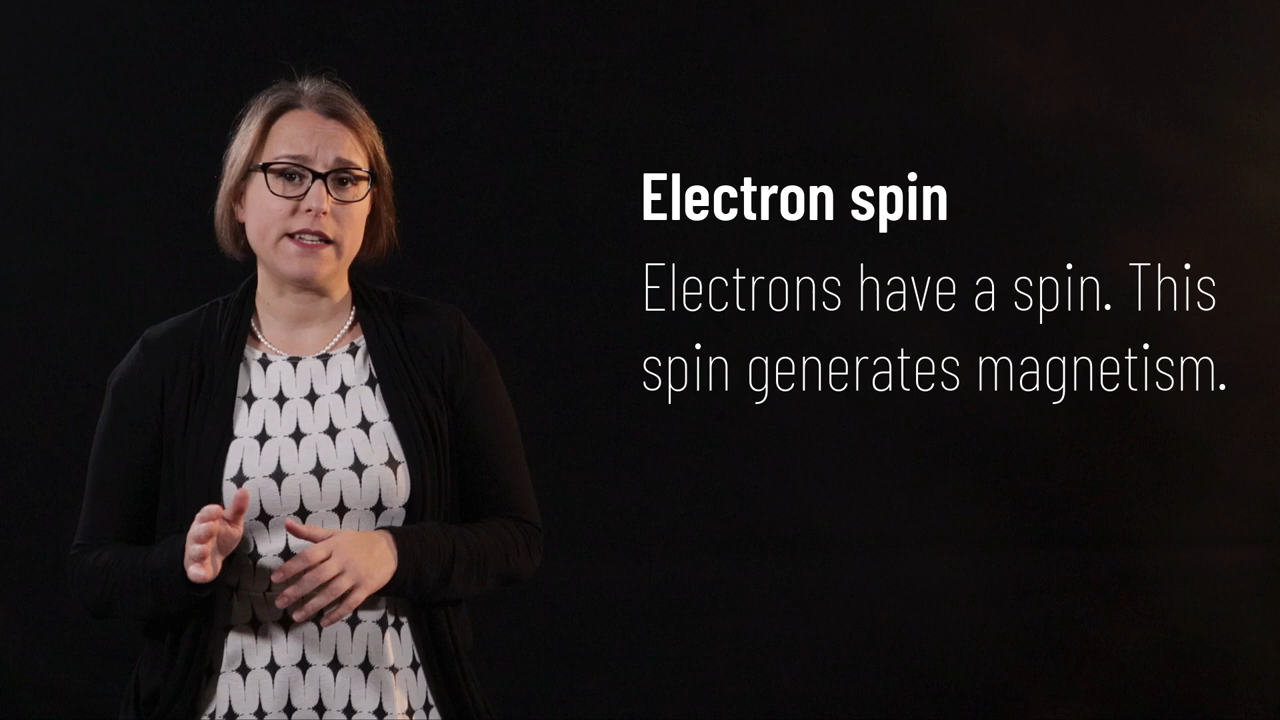 Electron spin
Electrons have a spin. This
spin generates magnetism.